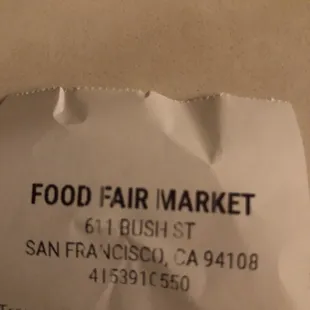 FOOD FAIR MARKET
611 BUSH ST
SAN FRANCISCO, CA 94108
4153910550